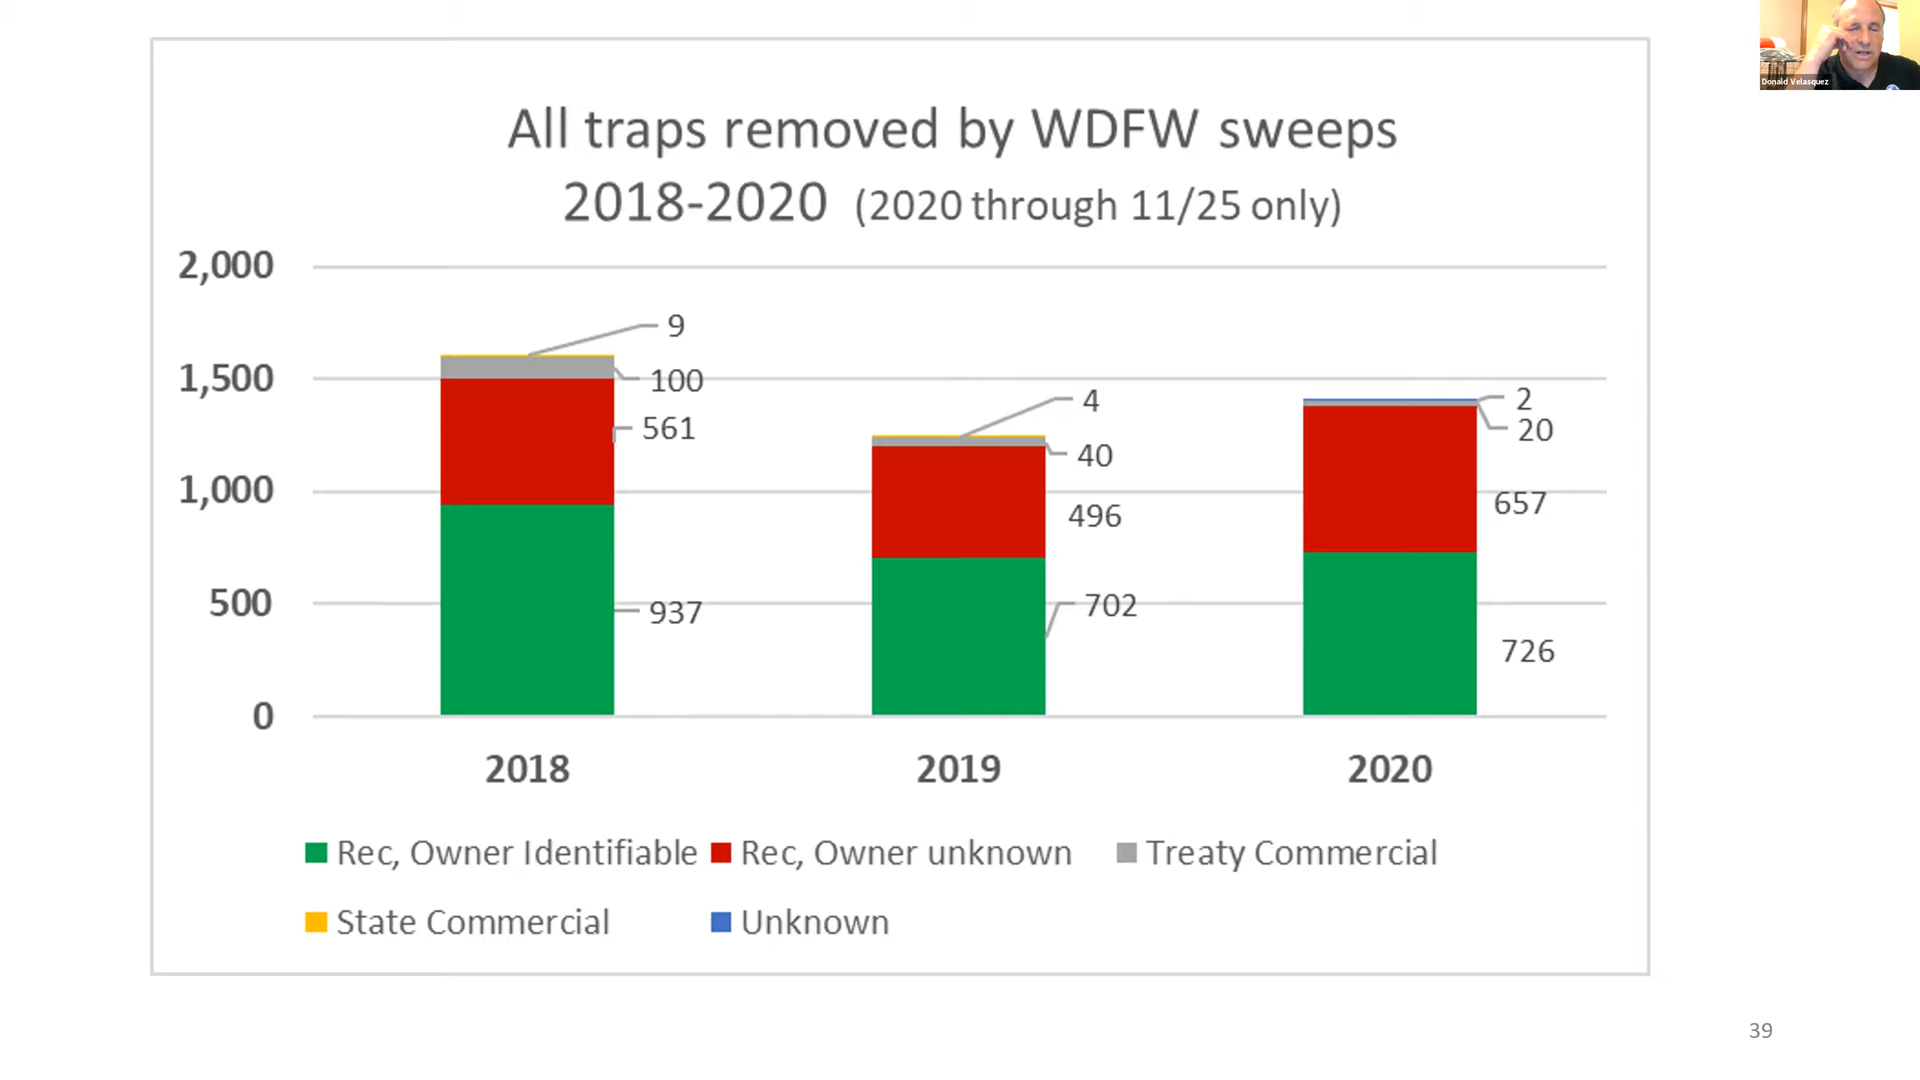 Donald Velasquez
All traps removed by WDFW sweeps
2018-2020 (2020 through 11/25 only)
2,000
1,500
1,000
500
0
9
100
561
937
4
40
496
702
2
20
657
726
2018
2019
2020
Rec, Owner Identifiable
Rec, Owner unknown
Treaty Commercial
State Commercial
Unknown
39